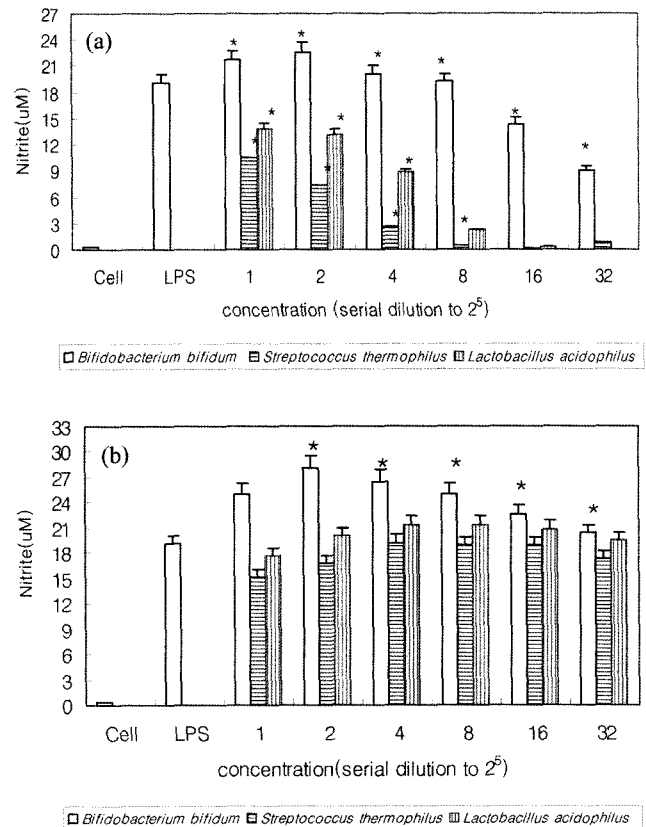 (a)
24
21
18
15
12
9
6
3
0
Nitrite(uM)
* * * * * *
* * * *
* * *
Cell LPS 1 2 4 8 16 32
concentration (serial dilution to 2⁵)
Bifidobacterium bifidum Streptococcus thermophilus Lactobacillus acidophilus
(b)
33
30
27
24
21
18
15
12
9
6
3
0
Nitrite(uM)
* * * * *
Cell LPS 1 2 4 8 16 32
concentration(serial dilution to 2⁵)
Bifidobacterium bifidum Streptococcus thermophilus Lactobacillus acidophilus